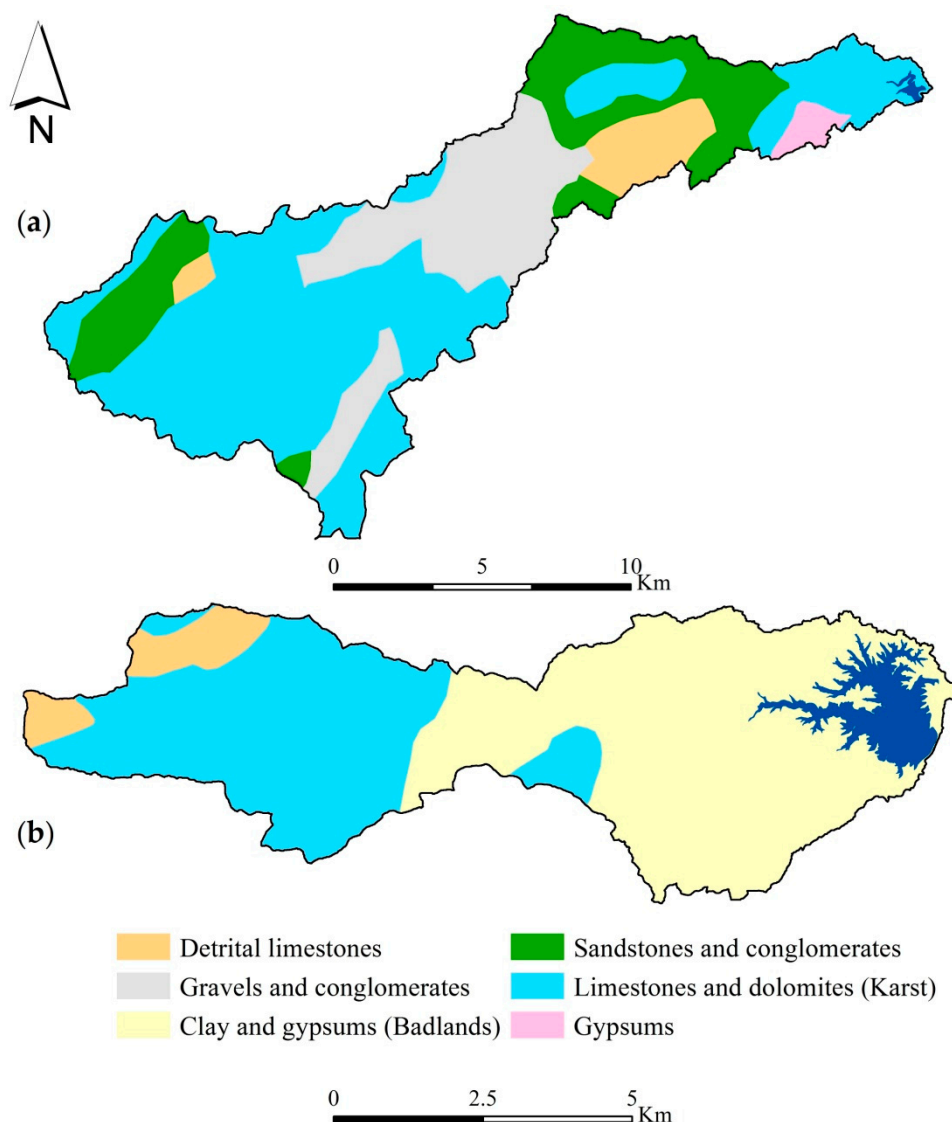 N
(a)
0 5 10
Km
(b)
Detrital limestones
Sandstones and conglomerates
Gravels and conglomerates
Limestones and dolomites (Karst)
Clay and gypsums (Badlands)
Gypsums
0 2.5 5
Km